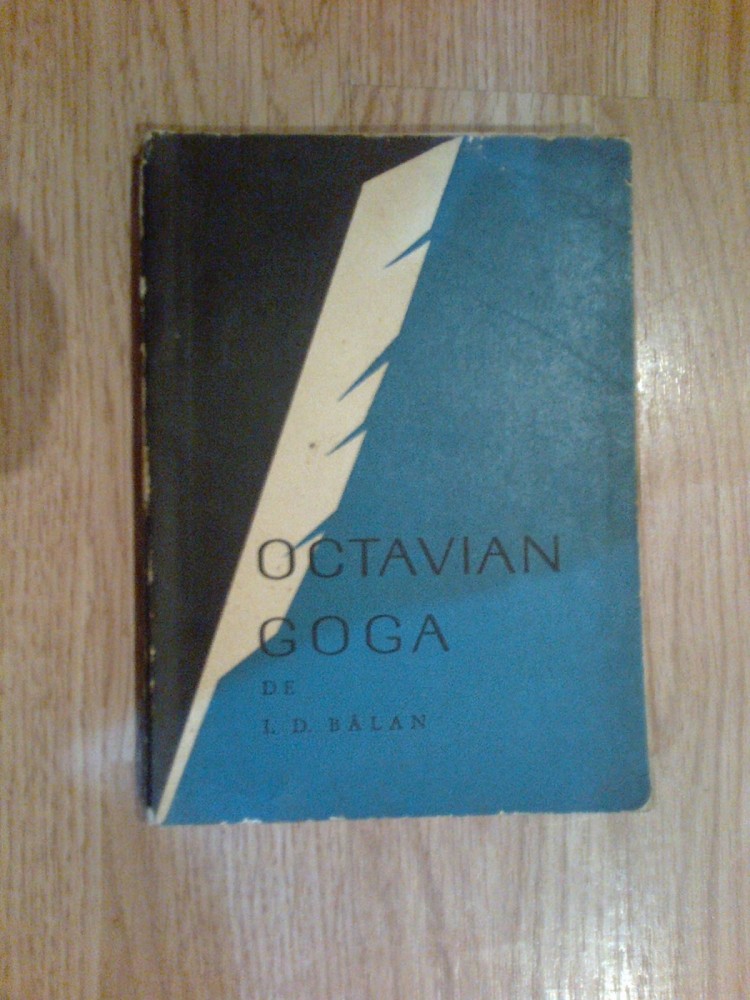 OCTAVIAN
GOGA
DE
I. D. BĂLAN